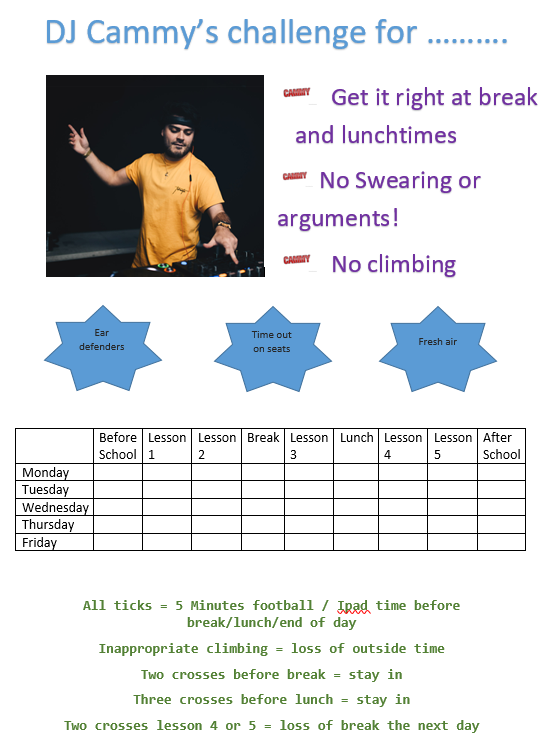 DJ Cammy's challenge for ……….
CAMMY Get it right at break
and lunchtimes
CAMMY No Swearing or
arguments!
CAMMY No climbing
Ear
defenders
Time out
on seats
Fresh air
Before School Lesson 1 Lesson 2 Break Lesson 3 Lunch Lesson 4 Lesson 5 After School
Monday
Tuesday
Wednesday
Thursday
Friday
All ticks = 5 Minutes football / Ipad time before
break/lunch/end of day
Inappropriate climbing = loss of outside time
Two crosses before break = stay in
Three crosses before lunch = stay in
Two crosses lesson 4 or 5 = loss of break the next day